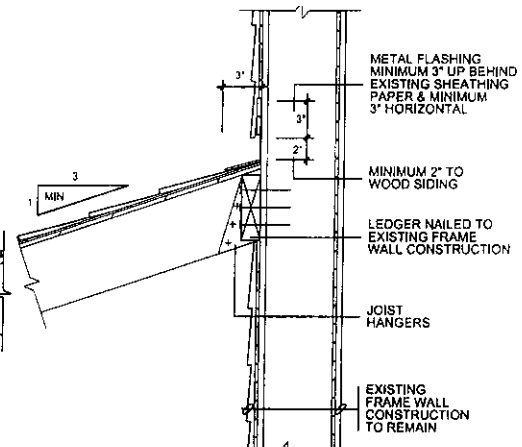 METAL FLASHING
MINIMUM 3" UP BEHIND
EXISTING SHEATHING
PAPER & MINIMUM
3" HORIZONTAL
3"
3"
2"
MINIMUM 2" TO
WOOD SIDING
3
1
MIN
LEDGER NAILED TO
EXISTING FRAME
WALL CONSTRUCTION
JOIST
HANGERS
EXISTING
FRAME WALL
CONSTRUCTION
TO REMAIN